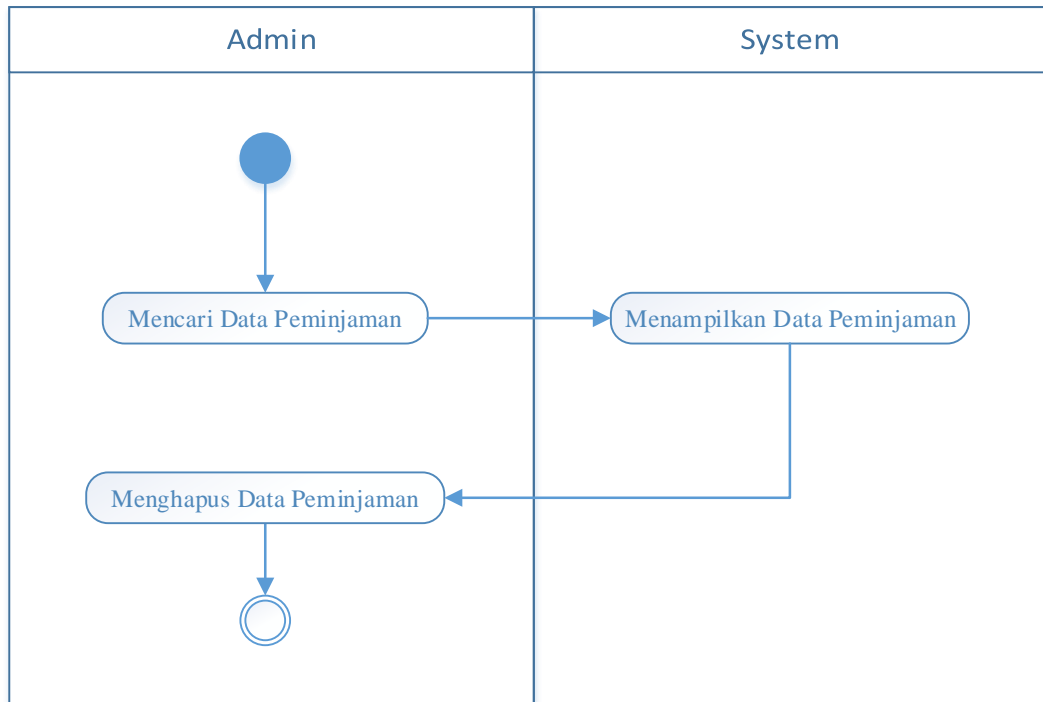 Admin
System
Mencari Data Peminjaman
Menampilkan Data Peminjaman
Menghapus Data Peminjaman